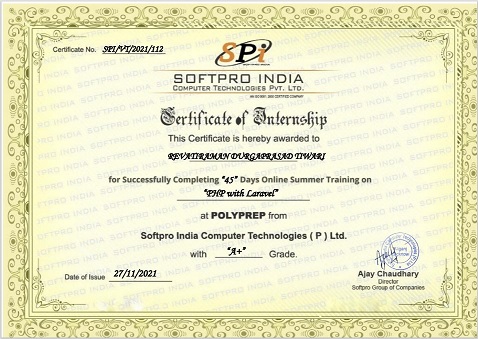 Certificate No. SPI/VT/2021/112
SPi
SOFTPRO INDIA
COMPUTER TECHNOLOGIES PVT. LTD.
AN ISO 9001: 2008 CERTIFIED COMPANY
Certificate of Internship
This Certificate is hereby awarded to
REVATIRAMAN DURGAPRASAD TIWARI
for Successfully Completing "45" Days Online Summer Training on
"PHP with Laravel"
at POLYPREP from
Softpro India Computer Technologies ( P ) Ltd.
with "A+" Grade.
Date of Issue 27/11/2021
Ajay Chaudhary
Director
Softpro Group of Companies